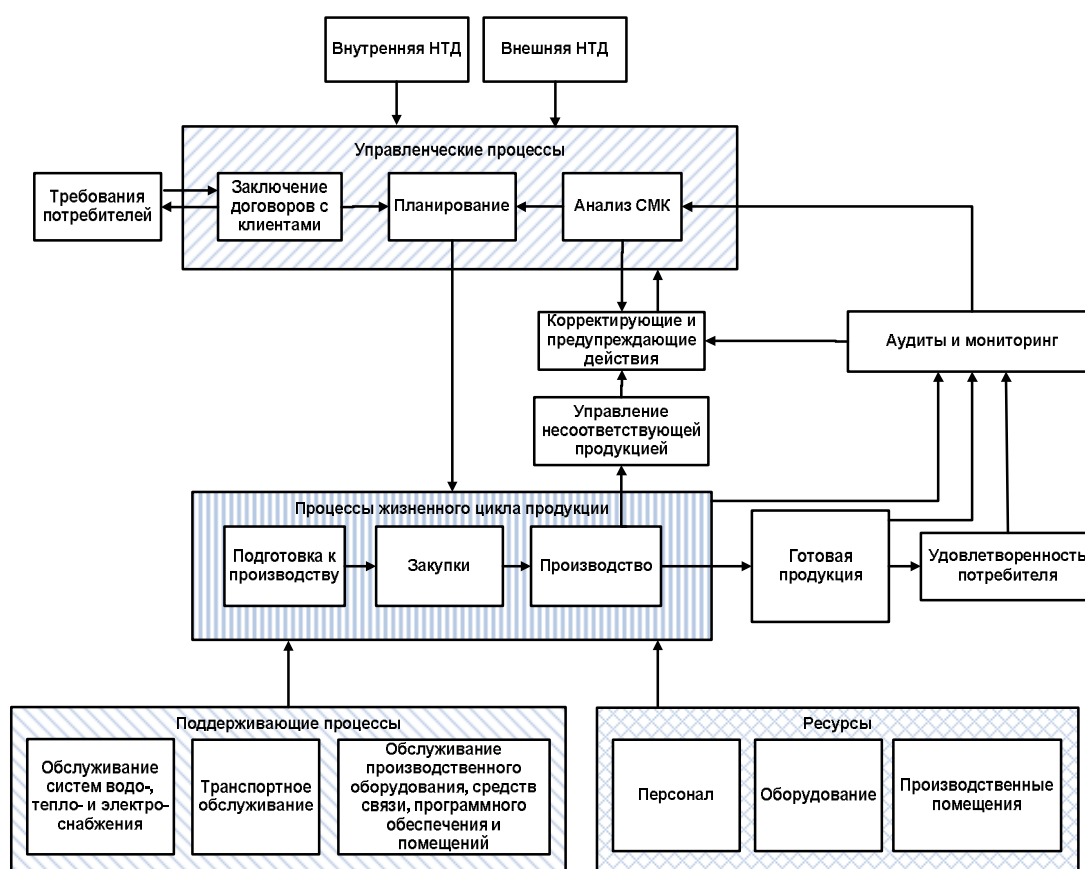 Внутренняя НТД
Внешняя НТД
Управленческие процессы
Требования
потребителей
Заключение
договоров с
клиентами
Планирование
Анализ СМК
Корректирующие и
предупреждающие
действия
Аудиты и мониторинг
Управление
несоответствующей
продукцией
Процессы жизненного цикла продукции
Подготовка к
производству
Закупки
Производство
Готовая
продукция
Удовлетворенность
потребителя
Поддерживающие процессы
Обслуживание
систем водо-,
тепло- и электро-
снабжения
Транспортное
обслуживание
Обслуживание
производственного
оборудования, средств
связи, программного
обеспечения и
помещений
Ресурсы
Персонал
Оборудование
Производственные
помещения